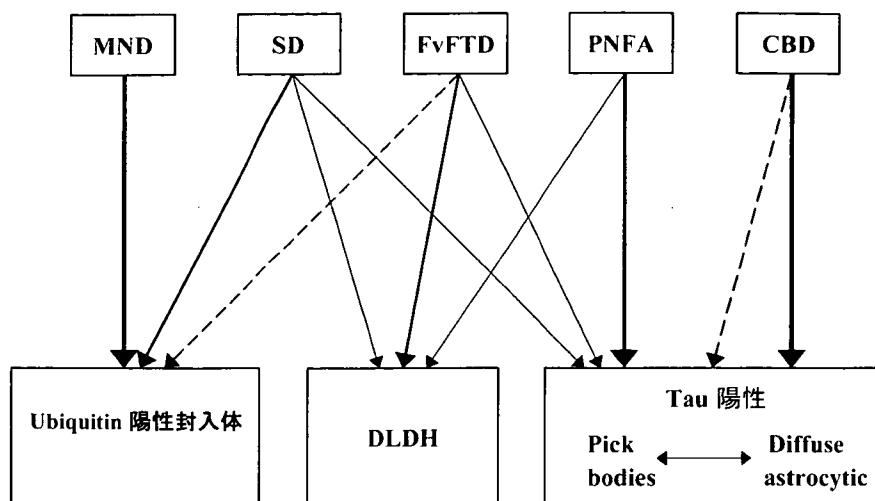 MND SD FvFTD PNFA CBD
Ubiquitin 陽性封入体
DLDH
Tau 陽性
Pick Diffuse
bodies astrocytic